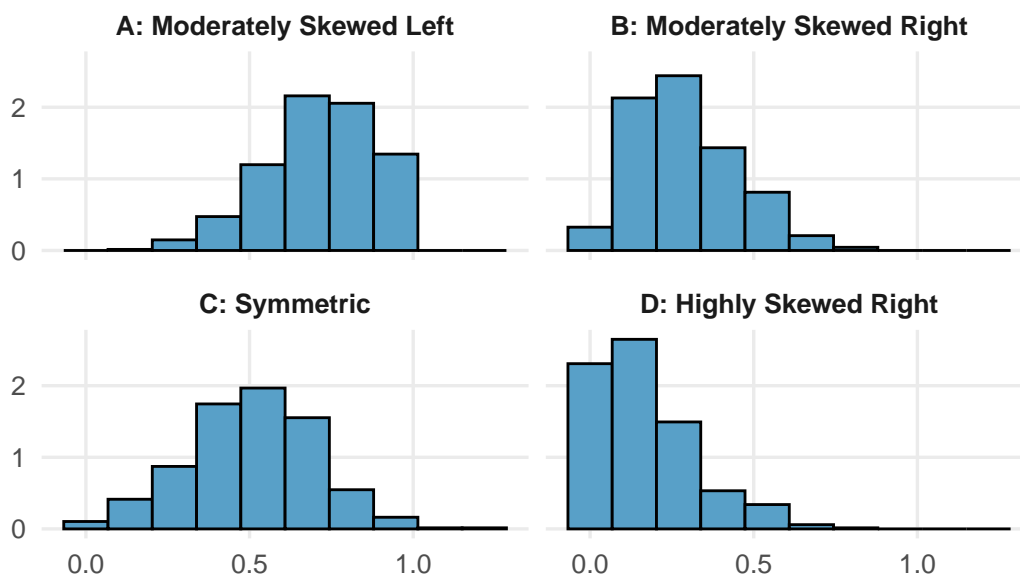 A: Moderately Skewed Left
B: Moderately Skewed Right
2
1
0
C: Symmetric
D: Highly Skewed Right
2
1
0
0.0 0.5 1.0 0.0 0.5 1.0